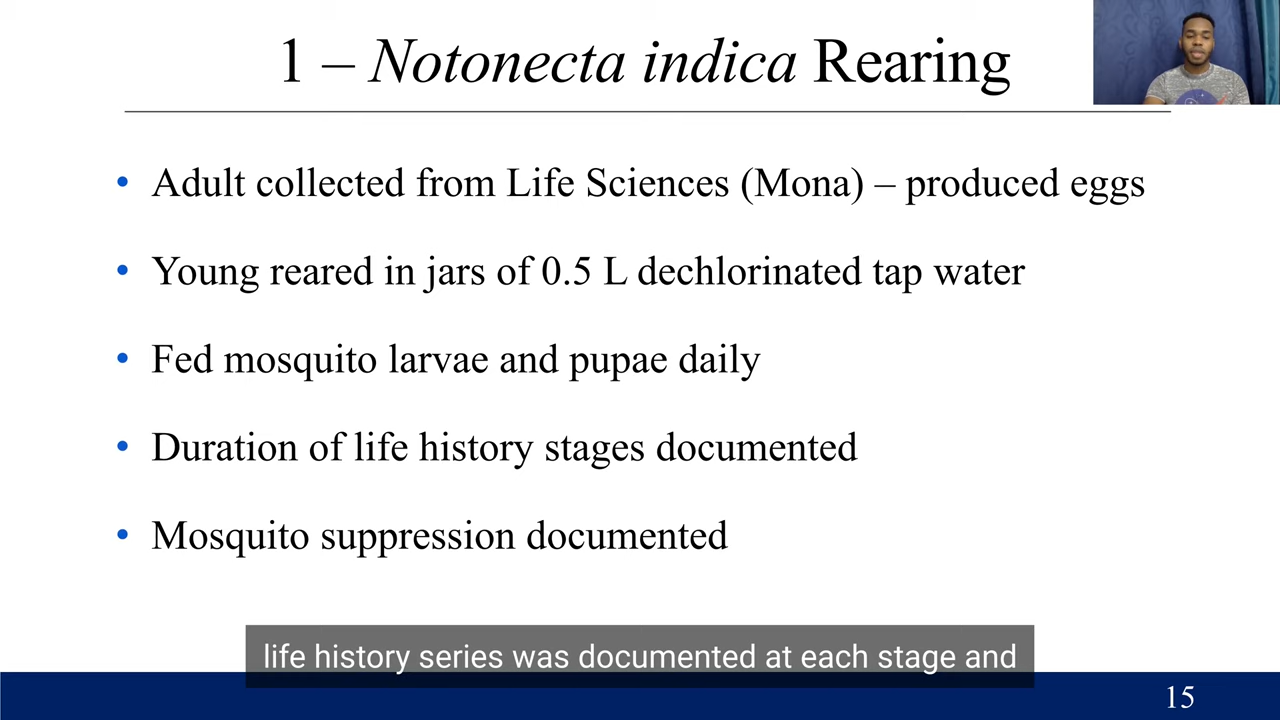 1 – Notonecta indica Rearing
• Adult collected from Life Sciences (Mona) – produced eggs
• Young reared in jars of 0.5 L dechlorinated tap water
• Fed mosquito larvae and pupae daily
• Duration of life history stages documented
• Mosquito suppression documented
life history series was documented at each stage and
15